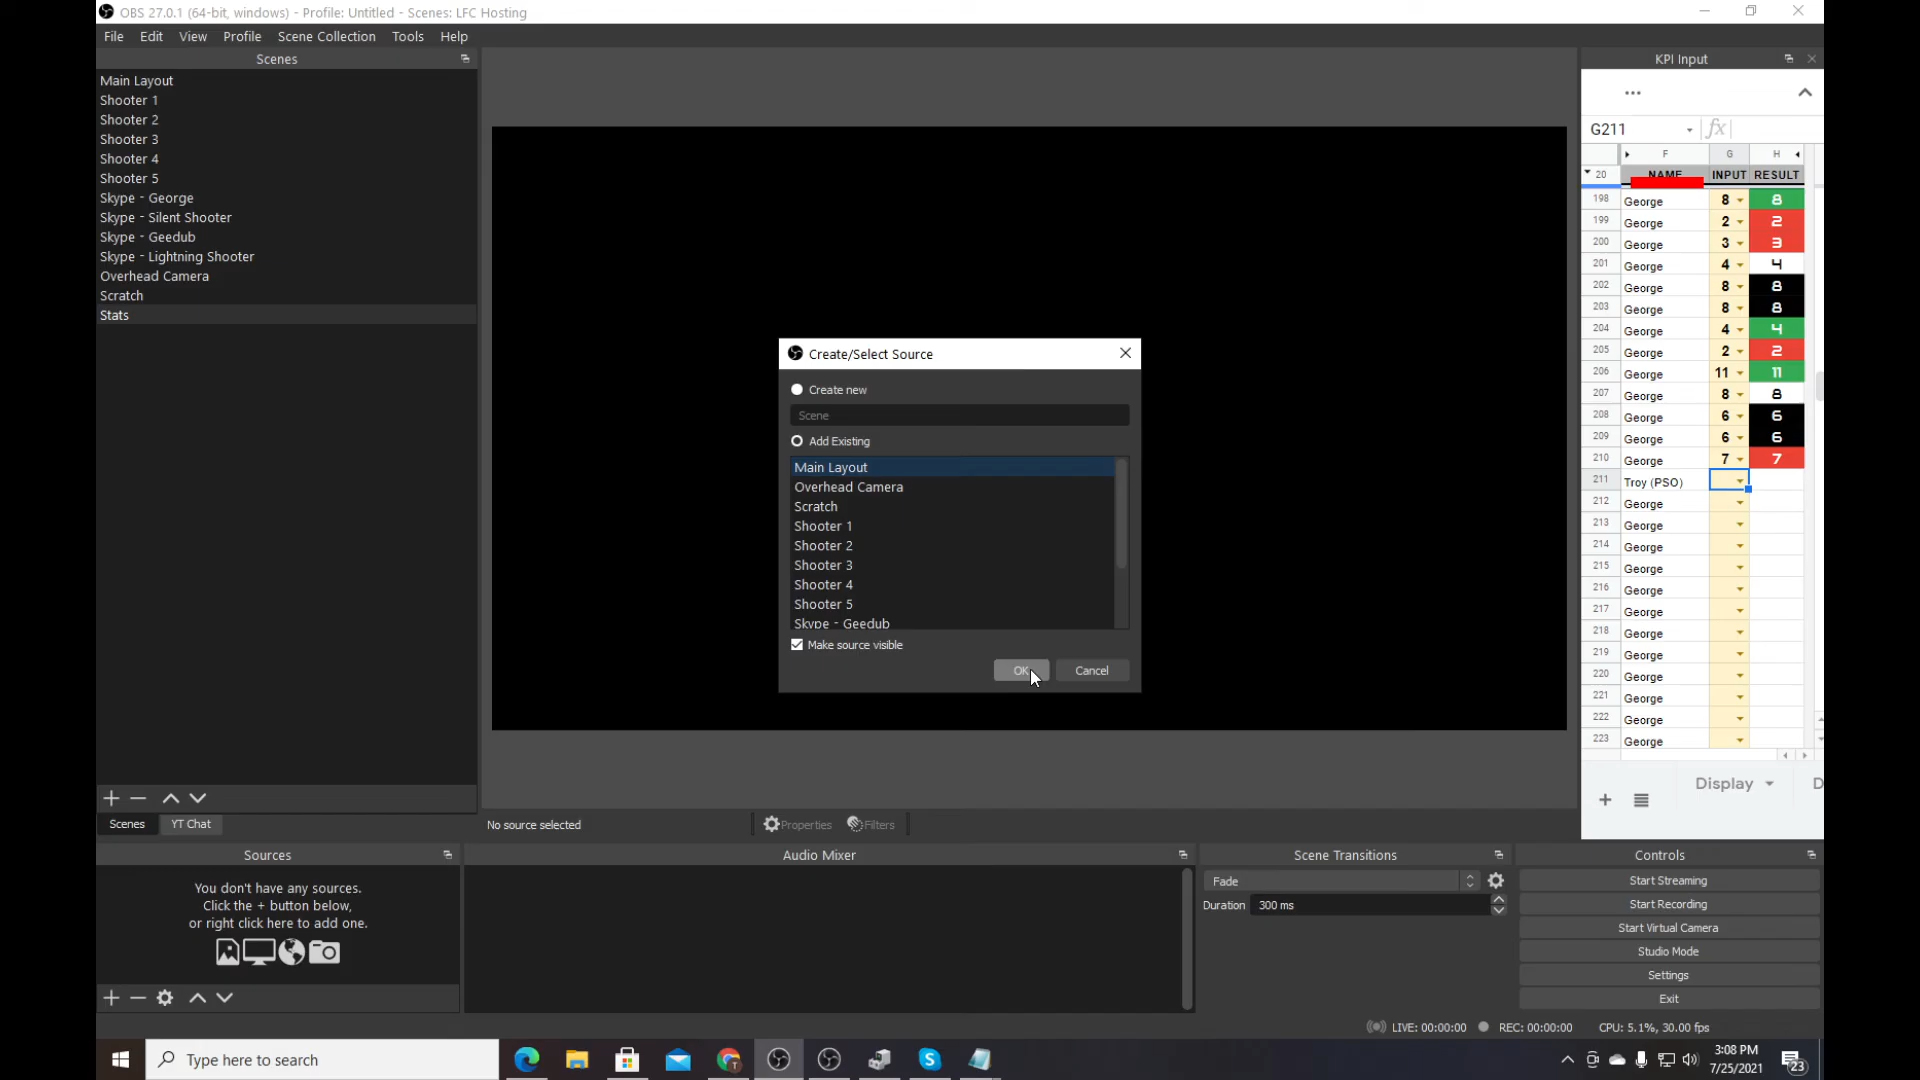 OBS 27.0.1 (64-bit, windows) - Profile: Untitled - Scenes: LFC Hosting
File Edit View Profile Scene Collection Tools Help
Scenes
Main Layout
Shooter 1
Shooter 2
Shooter 3
Shooter 4
Shooter 5
Skype - George
Skype - Silent Shooter
Skype - Geedub
Skype - Lightning Shooter
Overhead Camera
Scratch
Stats
Scenes YT Chat
Create/Select Source
Create new
Scene
Add Existing
Main Layout
Overhead Camera
Scratch
Shooter 1
Shooter 2
Shooter 3
Shooter 4
Shooter 5
Skype - Geedub
Make source visible
OK Cancel
KPI Input
G211 fx
F G H
20 NAME INPUT RESULT
198 George 8 8
199 George 2 2
200 George 3 3
201 George 4 4
202 George 8 8
203 George 8 8
204 George 4 4
205 George 2 2
206 George 11 11
207 George 8 8
208 George 6 6
209 George 6 6
210 George 7 7
211 Troy (PSO)
212 George
213 George
214 George
215 George
216 George
217 George
218 George
219 George
220 George
221 George
222 George
223 George
Display D
No source selected Properties Filters
Sources
You don't have any sources.
Click the + button below,
or right click here to add one.
Audio Mixer
Scene Transitions
Fade
Duration 300 ms
Controls
Start Streaming
Start Recording
Start Virtual Camera
Studio Mode
Settings
Exit
LIVE: 00:00:00 REC: 00:00:00 CPU: 5.1%, 30.00 fps
Type here to search
3:08 PM
7/25/2021
23